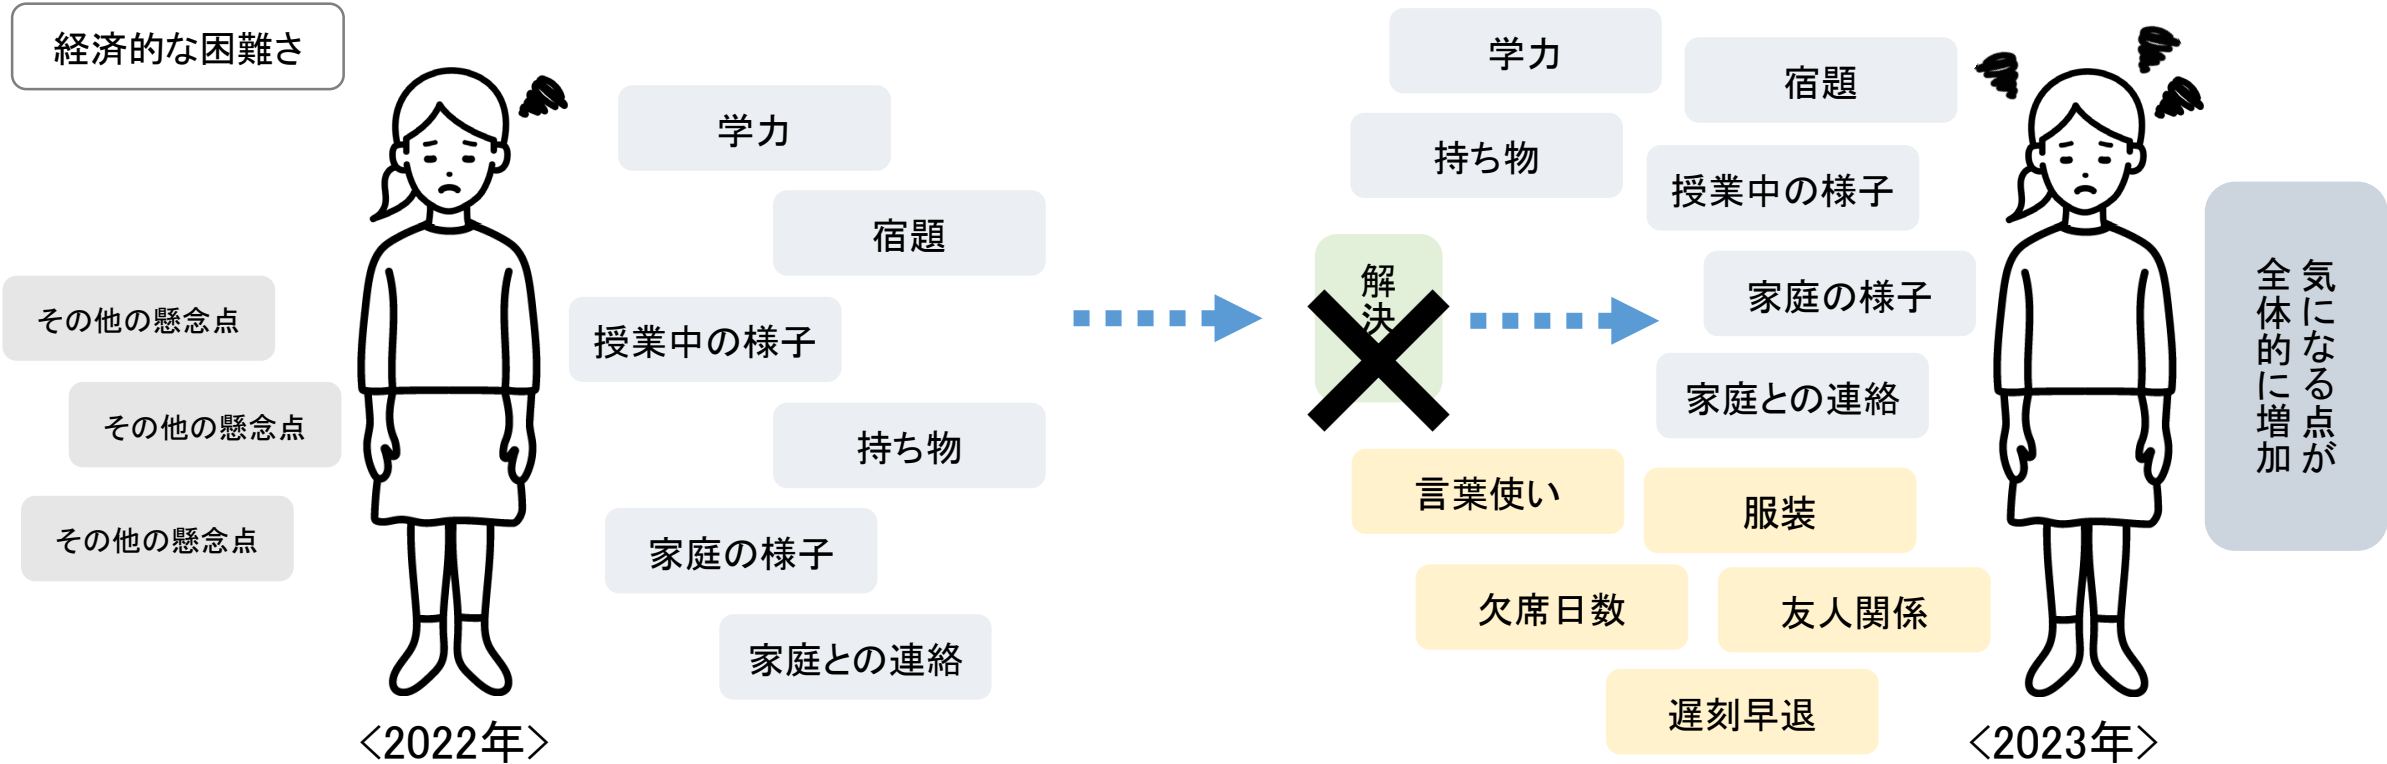 経済的な困難さ
学力
宿題
授業中の様子
持ち物
家庭の様子
家庭との連絡
その他の懸念点
その他の懸念点
その他の懸念点
<2022年>
解決
学力
宿題
持ち物
授業中の様子
家庭の様子
家庭との連絡
言葉使い
服装
欠席日数
友人関係
遅刻早退
<2023年>
気になる点が
全体的に増加